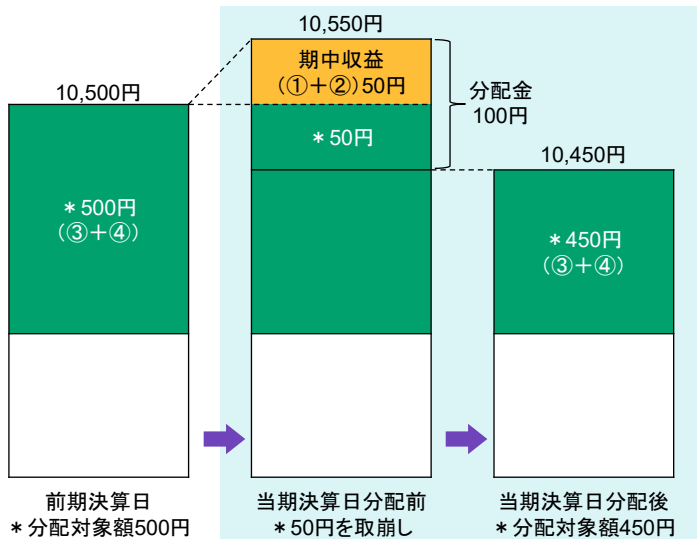 10,550円
期中収益
(①+②)50円
10,500円
分配金
100円
*50円
10,450円
*500円
(③+④)
*450円
(③+④)
前期決算日
*分配対象額500円
当期決算日分配前
*50円を取崩し
当期決算日分配後
*分配対象額450円